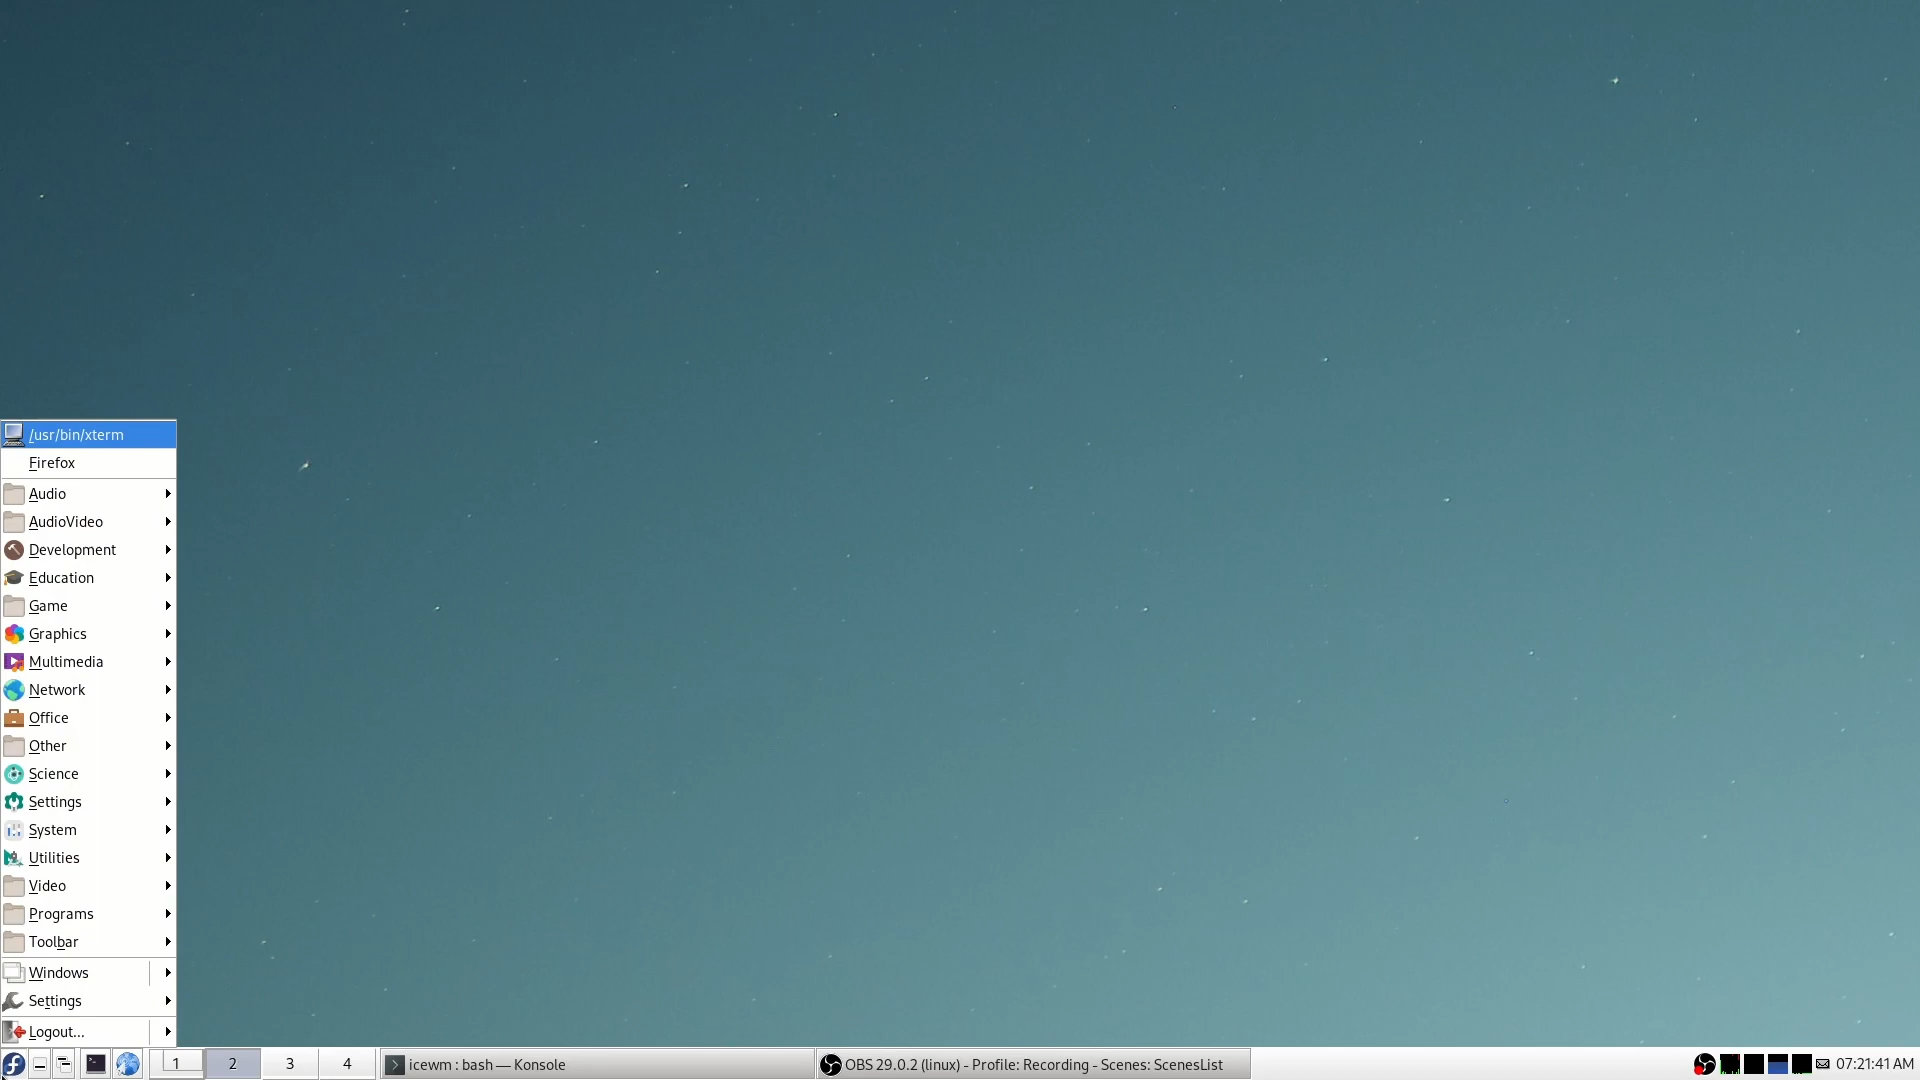 /usr/bin/xterm
Firefox
Audio
AudioVideo
Development
Education
Game
Graphics
Multimedia
Network
Office
Other
Science
Settings
System
Utilities
Video
Programs
Toolbar
Windows
Settings
Logout...
1 2 3 4 icewm : bash — Konsole OBS 29.0.2 (linux) - Profile: Recording - Scenes: ScenesList 07:21:41 AM